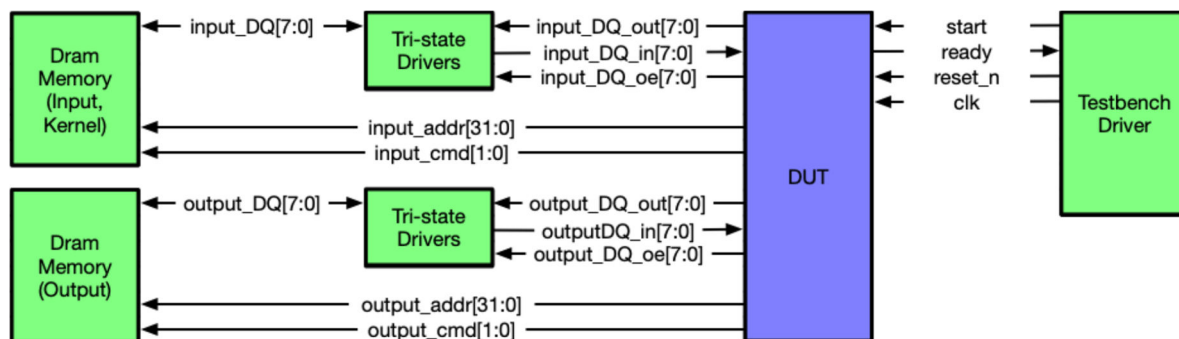 Dram
Memory
(Input,
Kernel)
input_DQ[7:0]
Tri-state
Drivers
input_DQ_out[7:0]
input_DQ_in[7:0]
input_DQ_oe[7:0]
input_addr[31:0]
input_cmd[1:0]
Dram
Memory
(Output)
output_DQ[7:0]
Tri-state
Drivers
output_DQ_out[7:0]
outputDQ_in[7:0]
output_DQ_oe[7:0]
output_addr[31:0]
output_cmd[1:0]
DUT
start
ready
reset_n
clk
Testbench
Driver